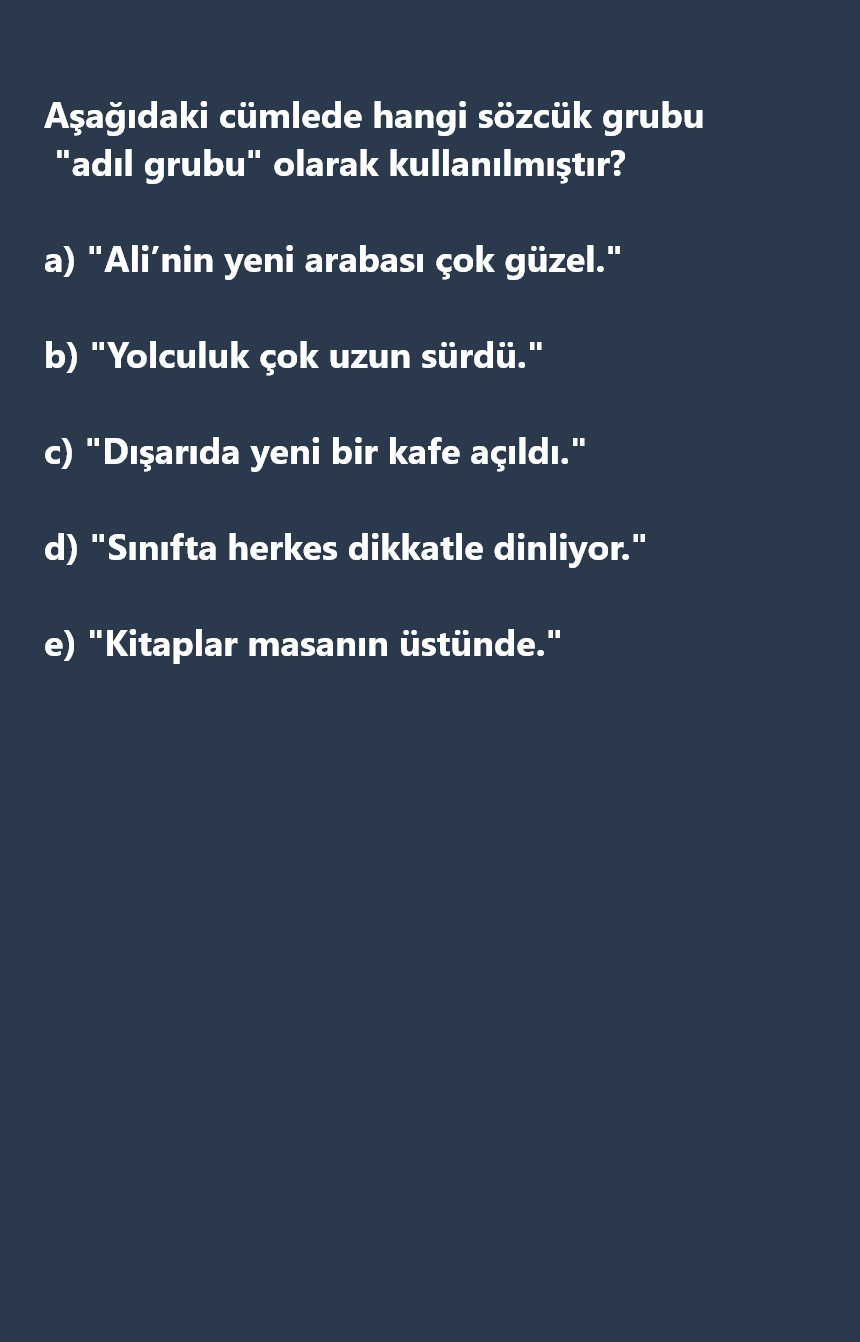 Aşağıdaki cümlede hangi sözcük grubu
"adıl grubu" olarak kullanılmıştır?
a) "Ali’nin yeni arabası çok güzel."
b) "Yolculuk çok uzun sürdü."
c) "Dışarıda yeni bir kafe açıldı."
d) "Sınıfta herkes dikkatle dinliyor."
e) "Kitaplar masanın üstünde."